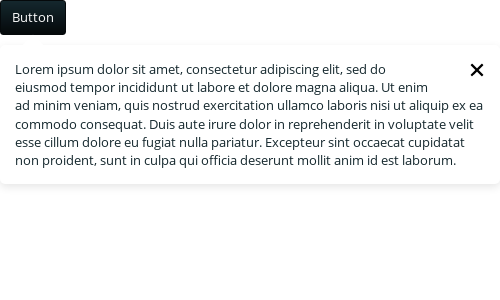 Button
Lorem ipsum dolor sit amet, consectetur adipiscing elit, sed do
eiusmod tempor incididunt ut labore et dolore magna aliqua. Ut enim
ad minim veniam, quis nostrud exercitation ullamco laboris nisi ut aliquip ex ea
commodo consequat. Duis aute irure dolor in reprehenderit in voluptate velit
esse cillum dolore eu fugiat nulla pariatur. Excepteur sint occaecat cupidatat
non proident, sunt in culpa qui officia deserunt mollit anim id est laborum.